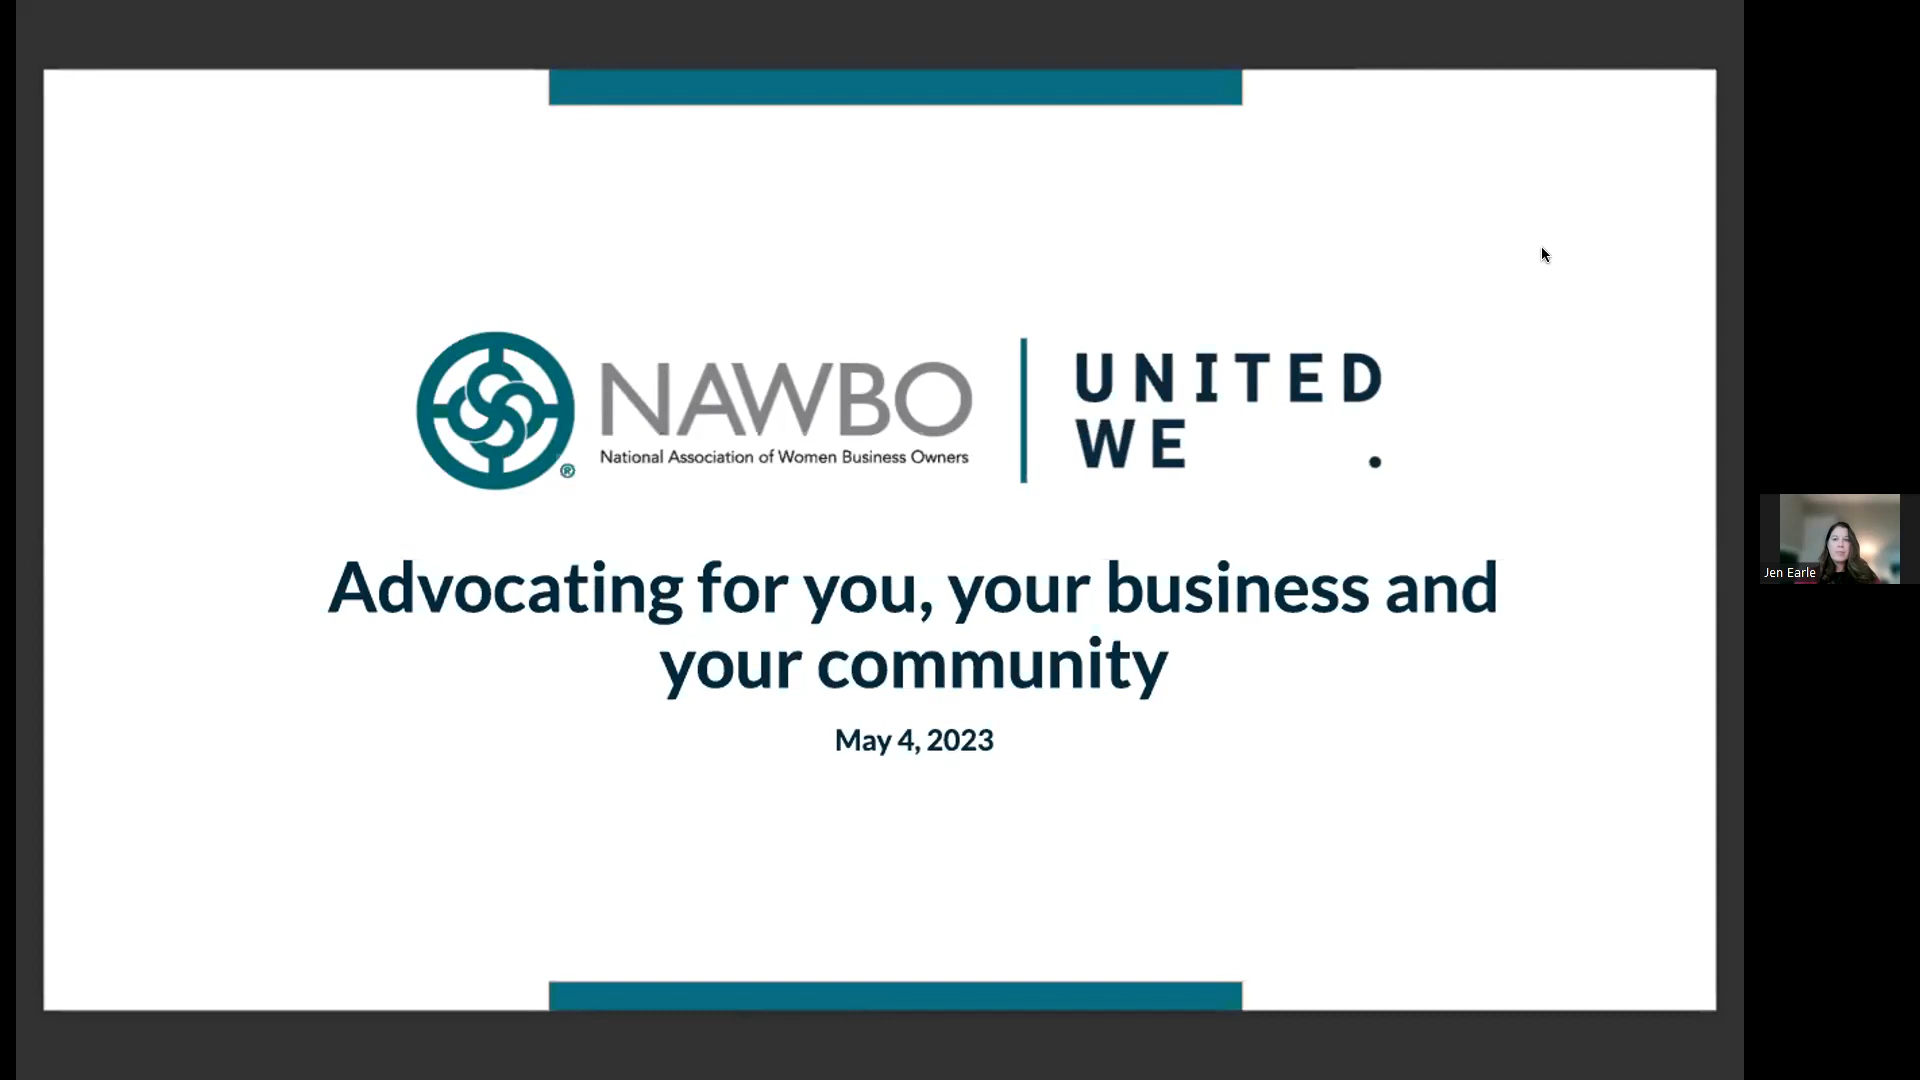 NAWBO
National Association of Women Business Owners
®
UNITED
WE .
Advocating for you, your business and
your community
May 4, 2023
Jen Earle